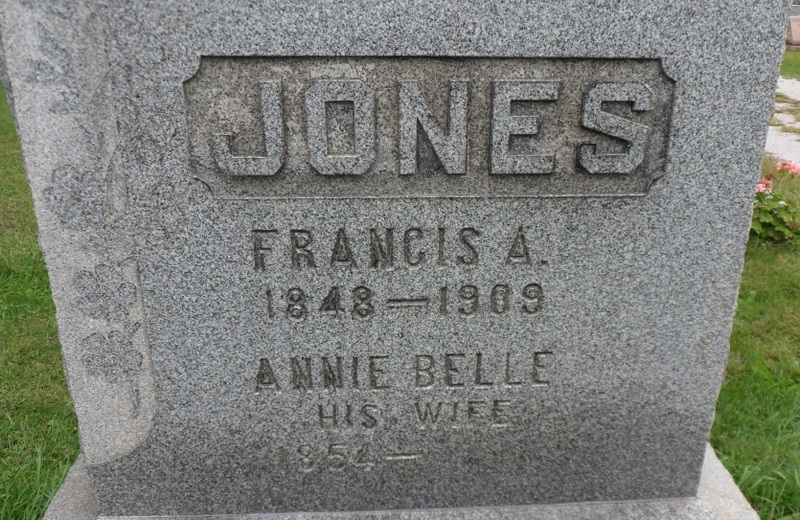 JONES
FRANCIS A.
1848—1909
ANNIE BELLE
HIS WIFE
1854—